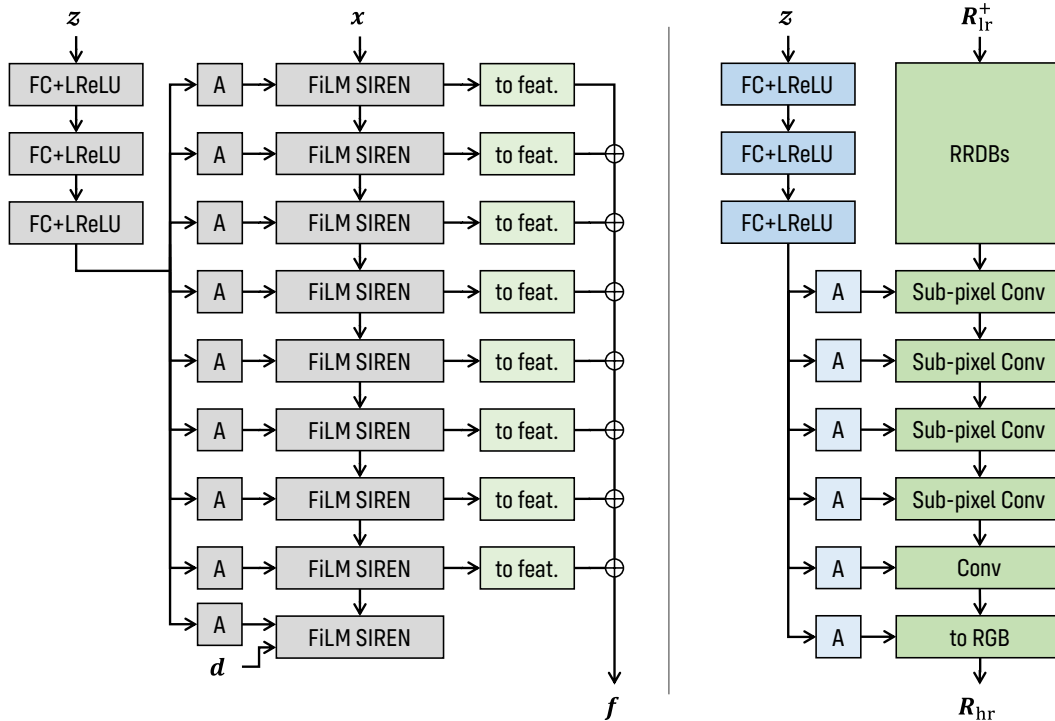 z
FC+LReLU
FC+LReLU
FC+LReLU
x
A FiLM SIREN to feat.
A FiLM SIREN to feat.
A FiLM SIREN to feat.
A FiLM SIREN to feat.
A FiLM SIREN to feat.
A FiLM SIREN to feat.
A FiLM SIREN to feat.
A FiLM SIREN to feat.
A FiLM SIREN
d
f
z
FC+LReLU
FC+LReLU
FC+LReLU
R_lr^+
RRDBs
A Sub-pixel Conv
A Sub-pixel Conv
A Sub-pixel Conv
A Sub-pixel Conv
A Conv
A to RGB
R_hr